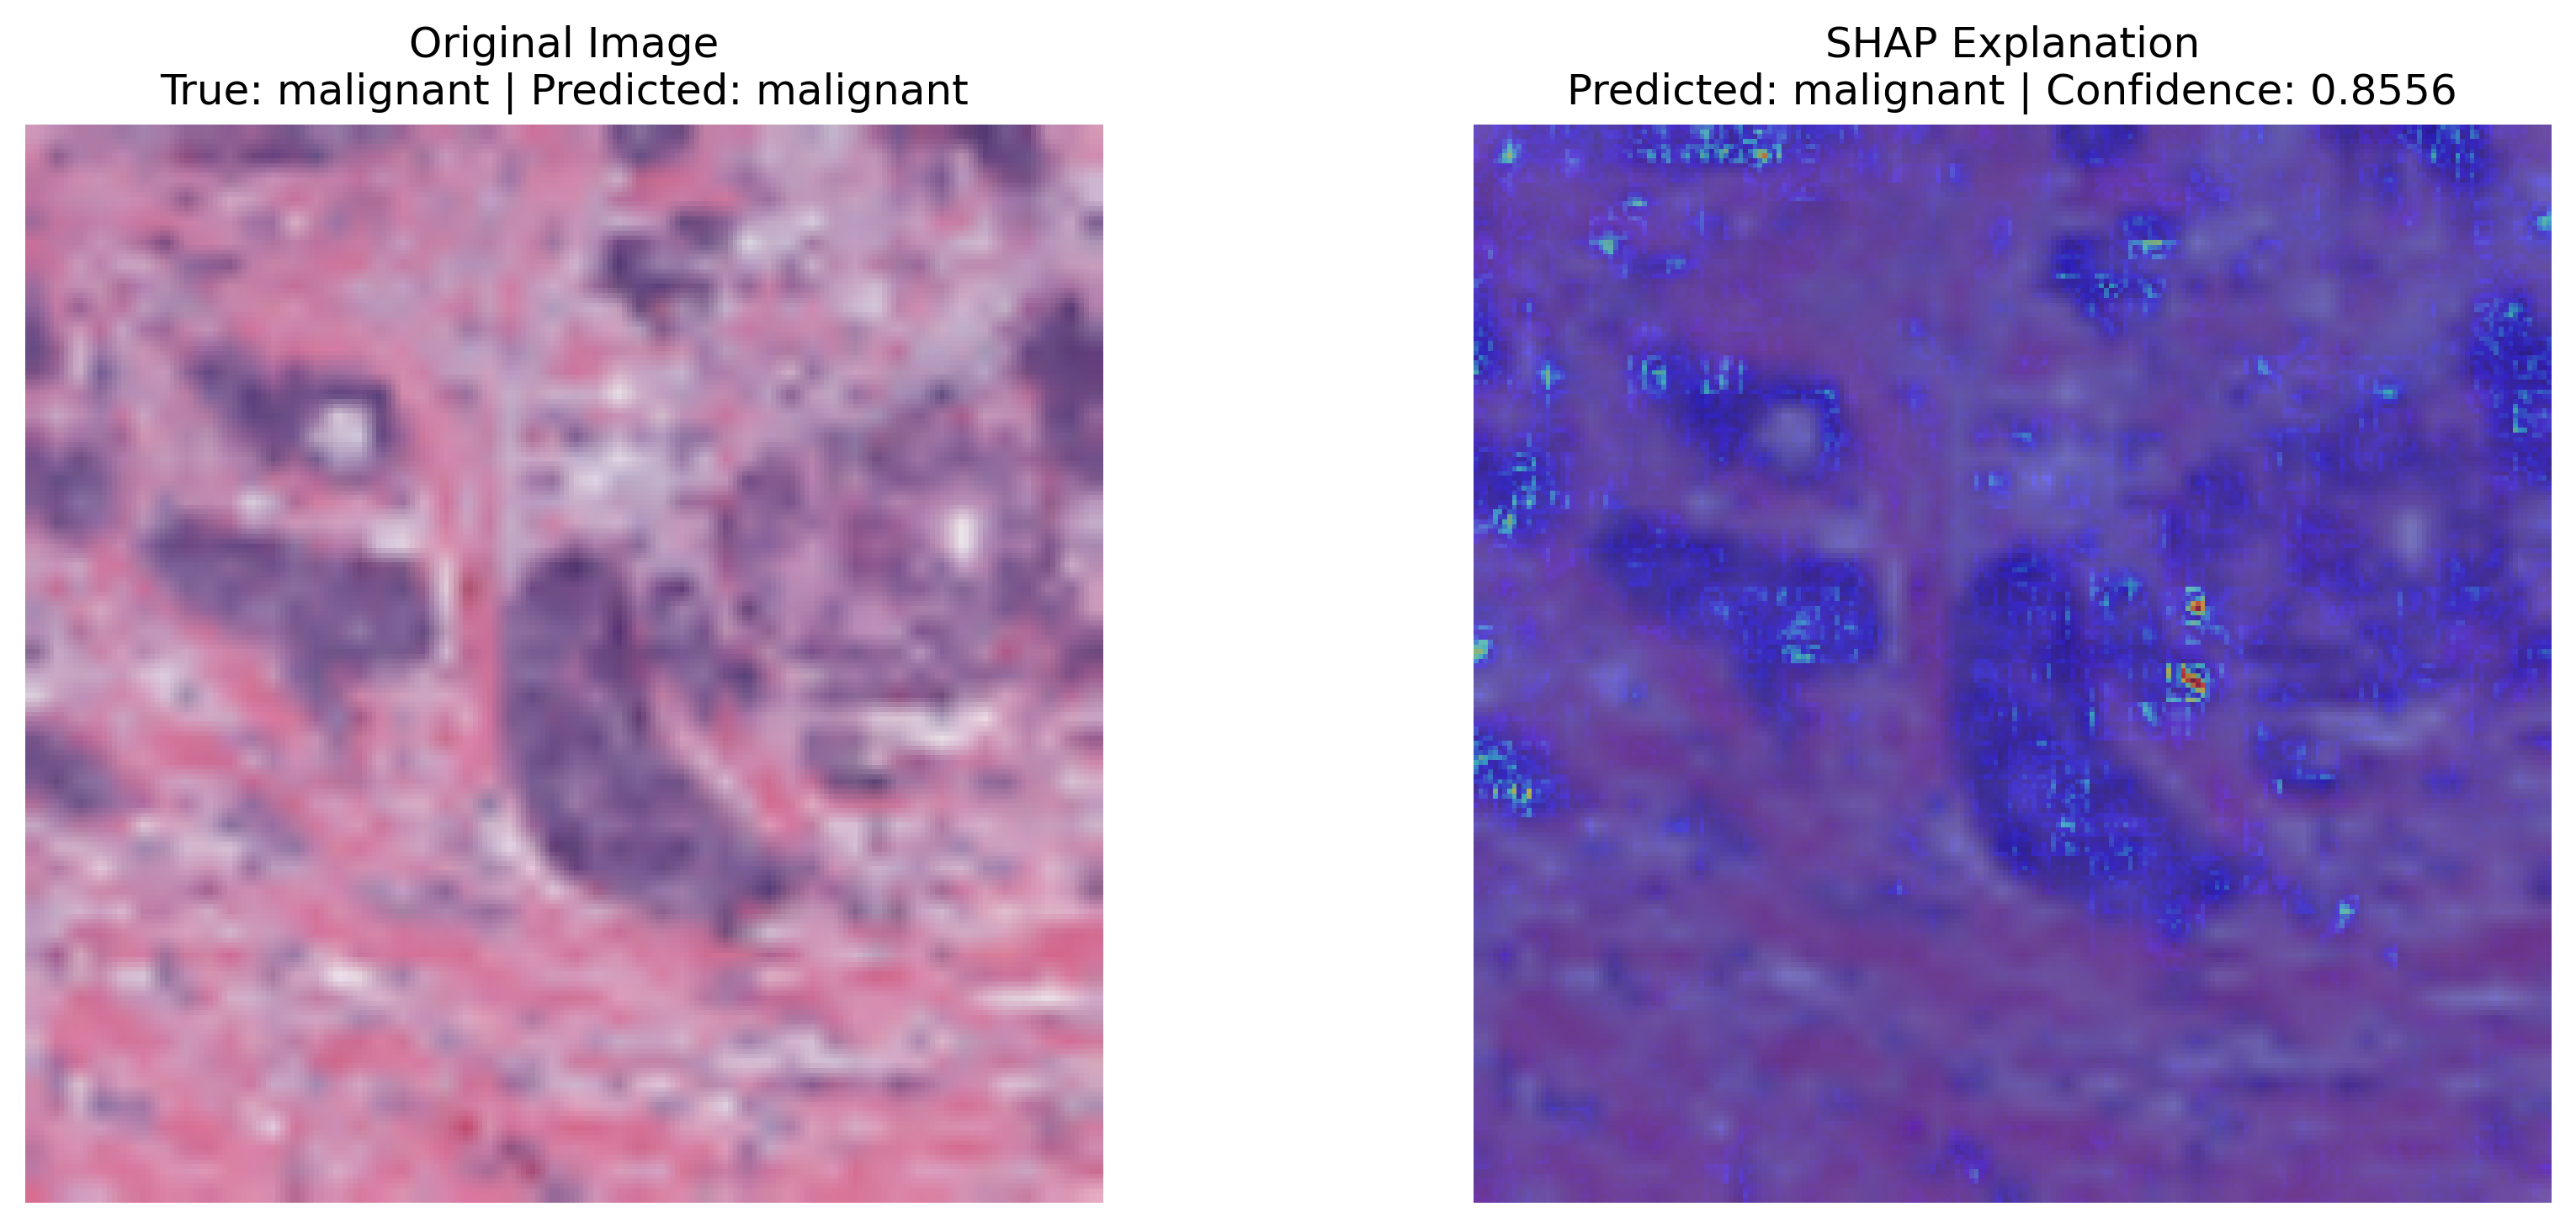 Original Image
True: malignant | Predicted: malignant
SHAP Explanation
Predicted: malignant | Confidence: 0.8556